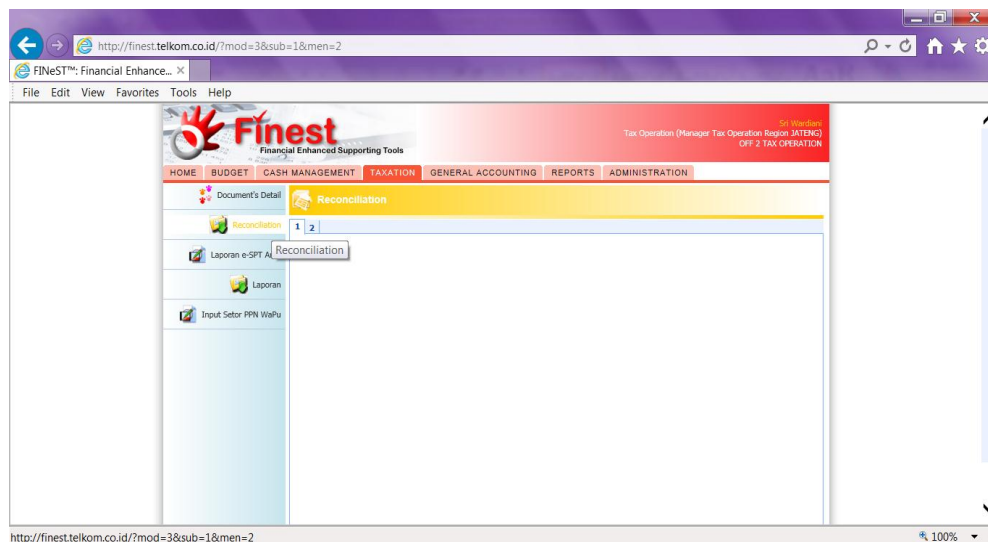 http://finest.telkom.co.id/?mod=3&sub=1&men=2
FINeST™: Financial Enhance...
File Edit View Favorites Tools Help
Finest
Financial Enhanced Supporting Tools
Sri Wardiani
Tax Operation (Manager Tax Operation Region JATENG)
OFF 2 TAX OPERATION
HOME BUDGET CASH MANAGEMENT TAXATION GENERAL ACCOUNTING REPORTS ADMINISTRATION
Document's Detail
Reconciliation
Reconciliation
1 2
Reconciliation
Laporan e-SPT
Laporan
Input Setor PPN WaPu
http://finest.telkom.co.id/?mod=3&sub=1&men=2
100%